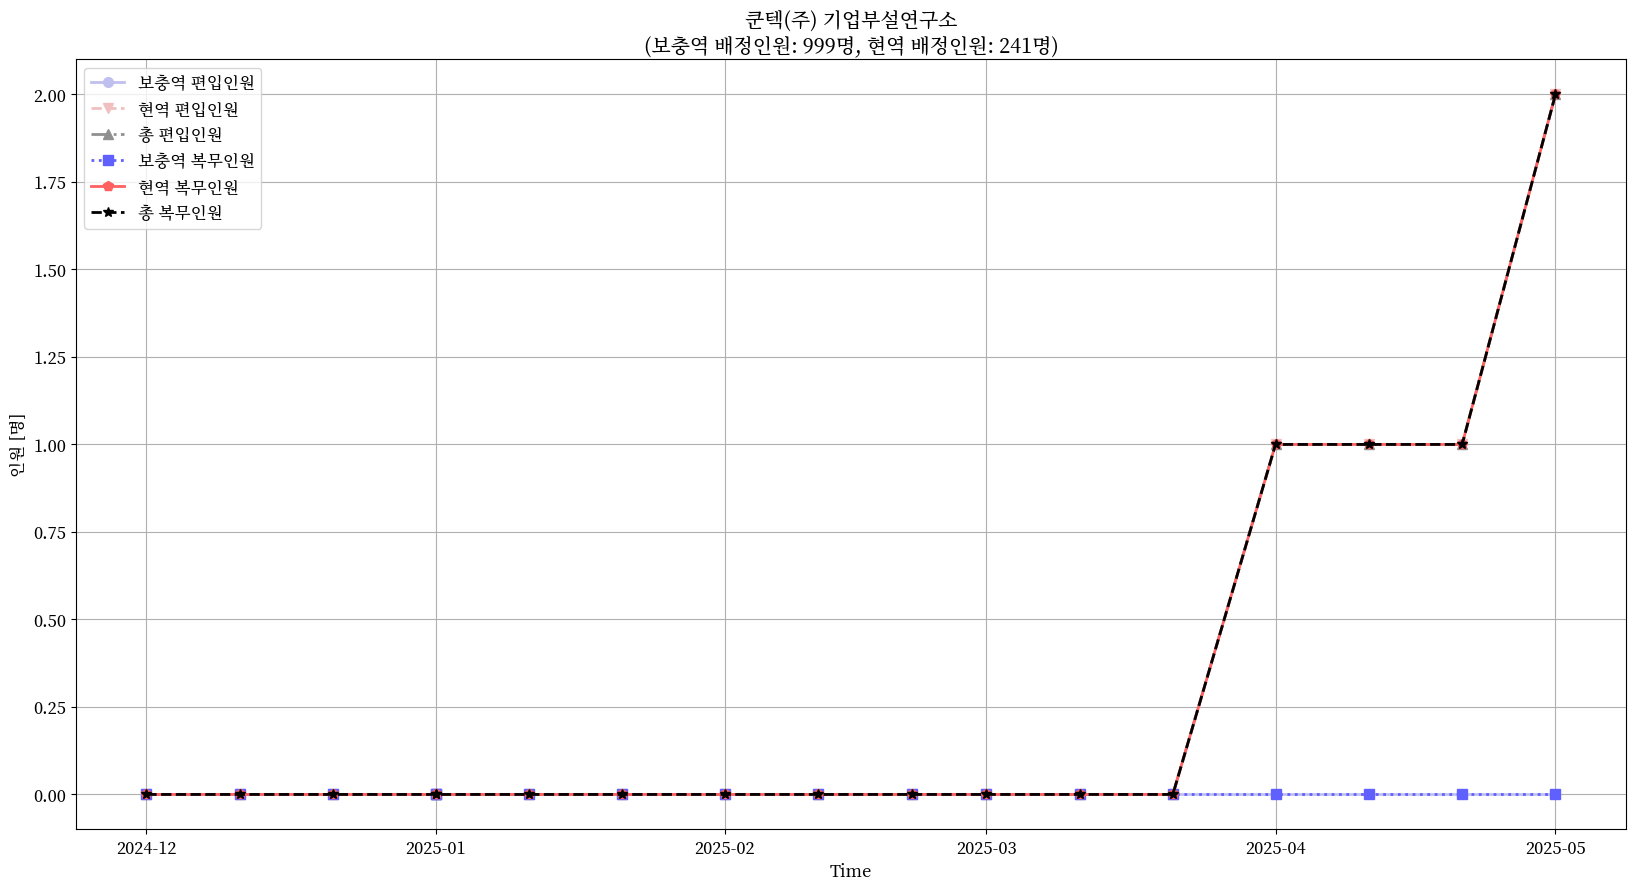 쿤텍(주) 기업부설연구소
(보충역 배정인원: 999명, 현역 배정인원: 241명)
보충역 편입인원
현역 편입인원
총 편입인원
보충역 복무인원
현역 복무인원
총 복무인원
2.00
1.75
1.50
1.25
1.00
0.75
0.50
0.25
0.00
인원 [명]
2024-12 2025-01 2025-02 2025-03 2025-04 2025-05
Time